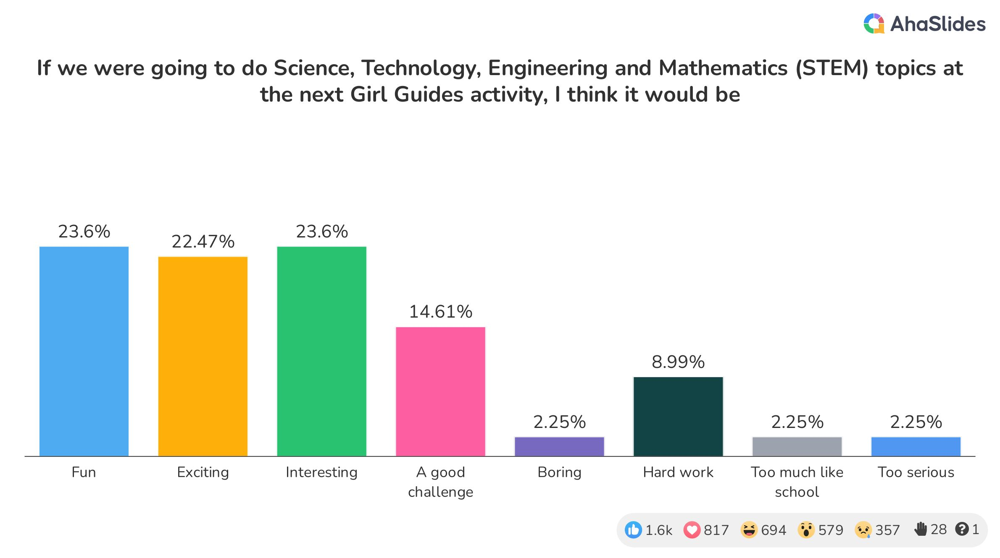 AhaSlides
If we were going to do Science, Technology, Engineering and Mathematics (STEM) topics at
the next Girl Guides activity, I think it would be
23.6%
22.47%
23.6%
14.61%
2.25%
8.99%
2.25%
2.25%
Fun
Exciting
Interesting
A good
challenge
Boring
Hard work
Too much like
school
Too serious
1.6k 817 694 579 357 28 ? 1